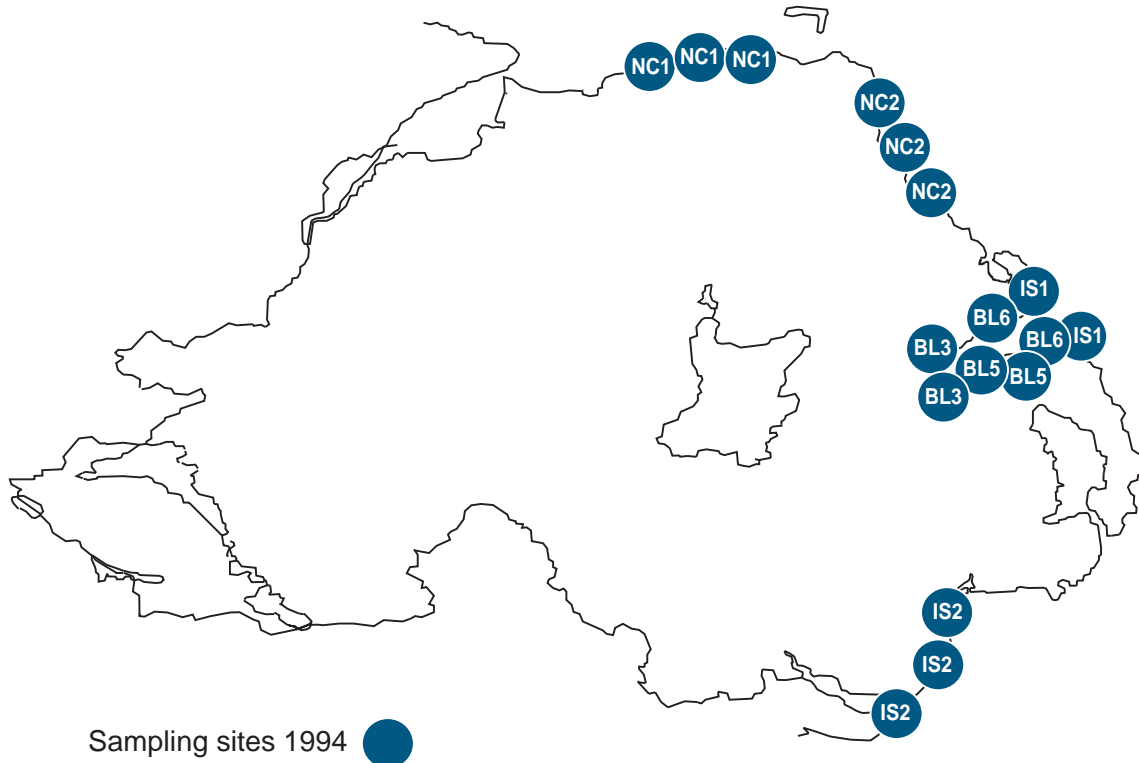 NC1
NC1
NC1
NC2
NC2
NC2
IS1
BL6
IS1
BL6
BL3
BL5
BL5
BL3
IS2
IS2
IS2
Sampling sites 1994